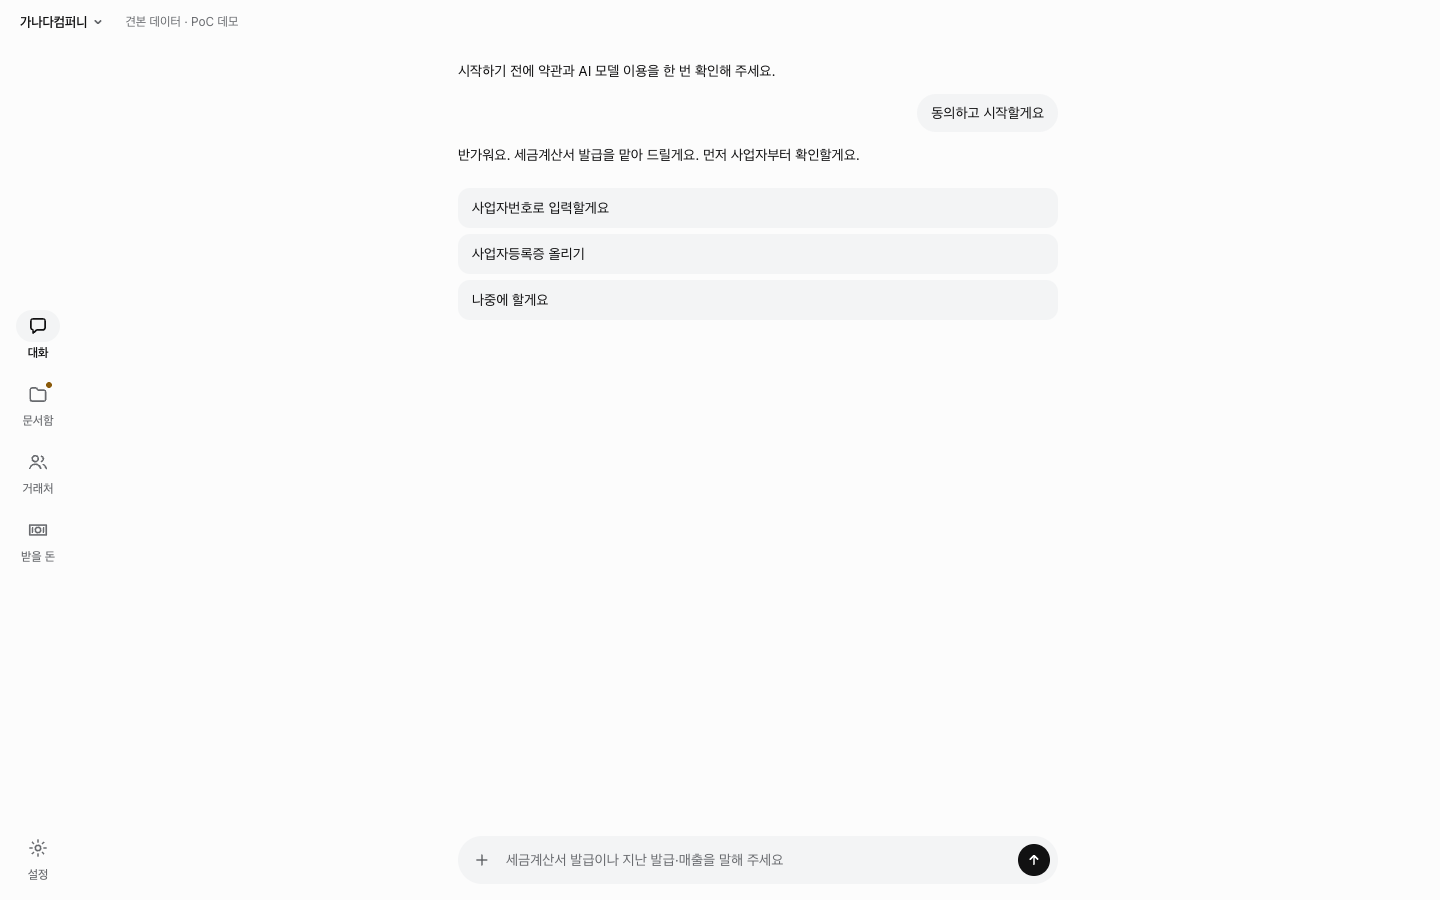 가나다컴퍼니
견본 데이터 · PoC 데모
시작하기 전에 약관과 AI 모델 이용을 한 번 확인해 주세요.
동의하고 시작할게요
반가워요. 세금계산서 발급을 맡아 드릴게요. 먼저 사업자부터 확인할게요.
사업자번호로 입력할게요
사업자등록증 올리기
나중에 할게요
대화
문서함
거래처
받을 돈
설정
세금계산서 발급이나 지난 발급·매출을 말해 주세요